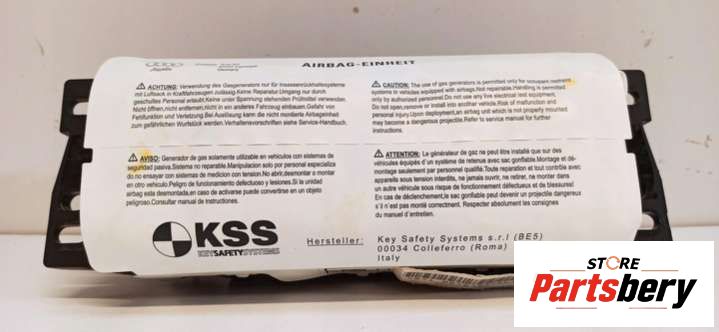 Audi
AIRBAG-EINHEIT
ACHTUNG: Verwendung des Gasgenerators nur für Insassenrückhaltesysteme
mit Luftsack in Kraftfahrzeugen zulässig.Keine Reparatur.Umgang nur durch
geschultes Personal erlaubt.Keine unter Spannung stehenden Prüfmittel verwenden.
Nicht öffnen,nicht entfernen,nicht in ein anderes Fahrzeug einbauen.Gefahr von
Fehlfunktion und Verletzung.Bei Auslösung kann die nicht montierte Airbageinheit
zum gefährlichen Wurfstück werden.Verhaltensvorschriften siehe Service-Handbuch.
CAUTION: The use of gas generators is permitted only for occupant restraint
systems in vehicles equipped with airbags.Not repairable.Handling is permitted
only by authorized personnel.Do not use any live electrical test equipment.
Do not open,remove or install into another vehicle.Risk of malfunction and
personal injury.Upon deployment,an airbag unit which is not properly mounted
may become a dangerous projectile.Refer to service manual for further
instructions.
AVISO: Generador de gas solamente utilizable en vehículos con sistemas de
seguridad pasiva.Sistema no reparable.Manipulacion solo por personal especializa
do.no ensayar con sistemas de medicion con tension.No abrir,desmontar o montar
en otro vehiculo.Peligro de funcionamiento defectuoso y lesiones.Si la unidad
airbag esta desmontada,en caso de activarse puede convertirse en un objeto
peligroso.Consultar manual de instrucciones.
ATTENTION: Le générateur de gaz ne peut être installé que sur des
véhicules équipés d'un système de retenue avec sac gonflable.Montage et dé-
montage seulement par personnel qualifié.Toute réparation et tout contrôle avec
appareils sous tension interdits, ne jamais ouvrir, ne retirer, ne monter dans
un autre véhicule sous risque de fonctionnement défectueux et de blessures!
En cas de déclenchement,le sac gonflable peut devenir un projectile dangereux
s'il n'est pas monté correctement. Respecter absolument les consignes
du manuel d'entretien.
KSS
KEYSAFETYSYSTEMS
Hersteller: Key Safety Systems s.r.l (BE5)
00034 Colleferro (Roma)
Italy
STORE
Partsbery